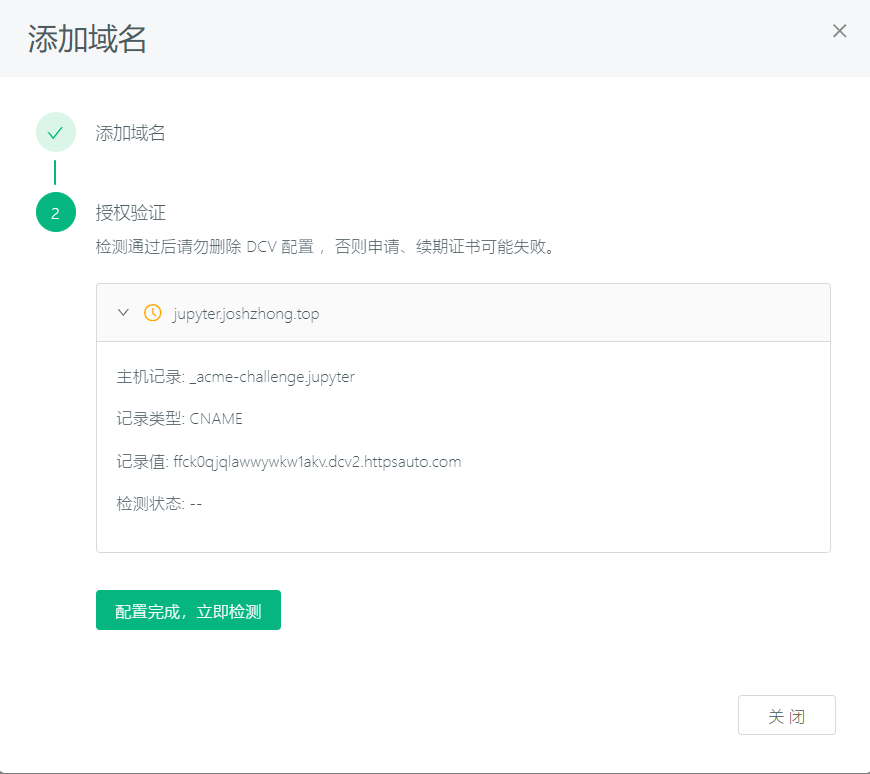 添加域名
添加域名
2
授权验证
检测通过后请勿删除 DCV 配置 ，否则申请、续期证书可能失败。
jupyter.joshzhong.top
主机记录: _acme-challenge.jupyter
记录类型: CNAME
记录值: ffck0qjqlawwywkw1akv.dcv2.httpsauto.com
检测状态: --
配置完成，立即检测
关 闭